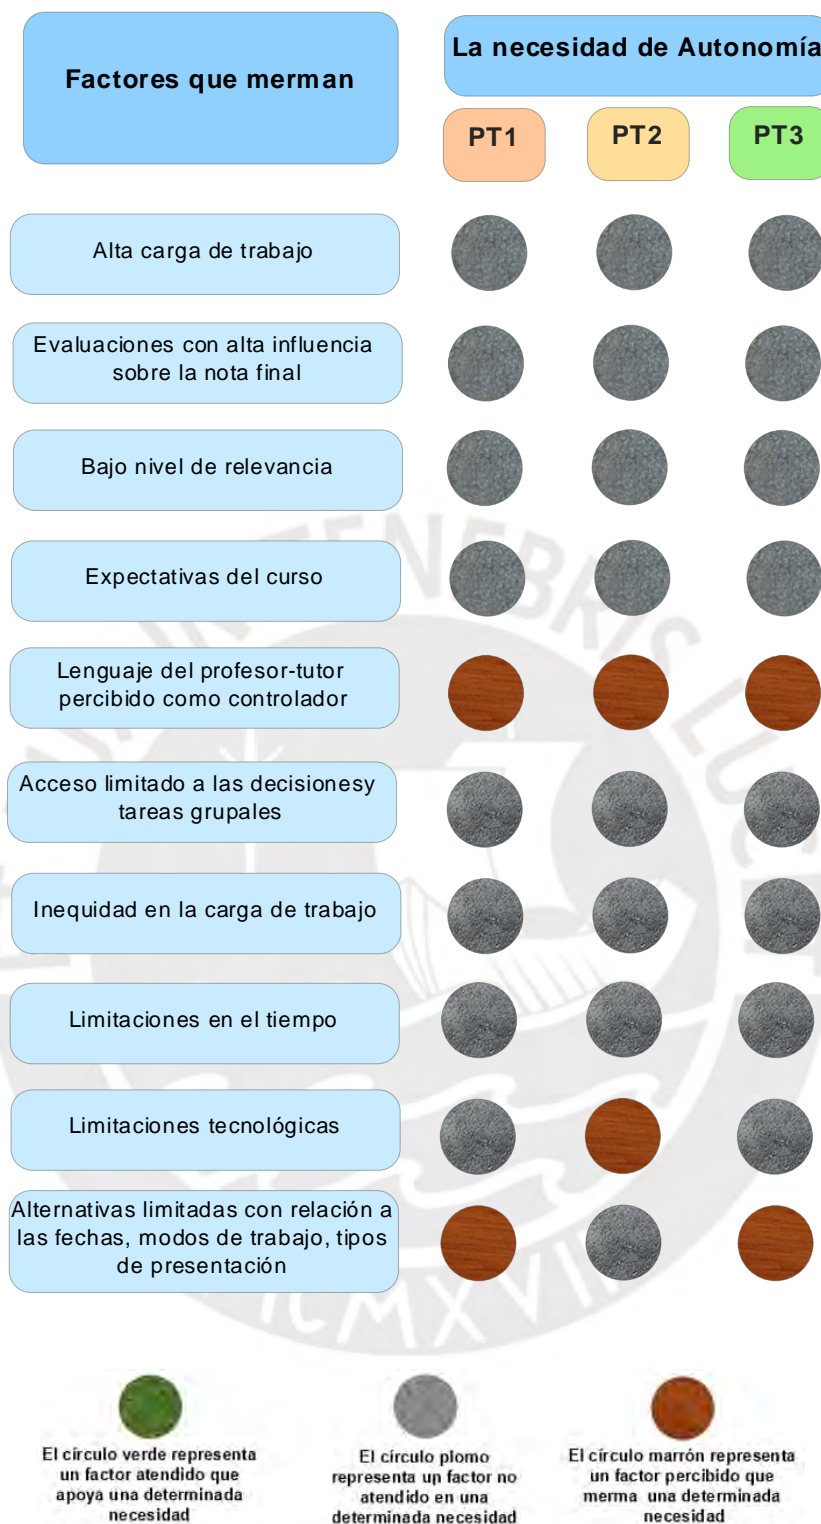 Factores que merman
La necesidad de Autonomía
PT1
PT2
PT3
Alta carga de trabajo
Evaluaciones con alta influencia
sobre la nota final
Bajo nivel de relevancia
Expectativas del curso
Lenguaje del profesor-tutor
percibido como controlador
Acceso limitado a las decisionesy
tareas grupales
Inequidad en la carga de trabajo
Limitaciones en el tiempo
Limitaciones tecnológicas
Alternativas limitadas con relación a
las fechas, modos de trabajo, tipos
de presentación
El círculo verde representa
un factor atendido que
apoya una determinada
necesidad
El círculo plomo
representa un factor no
atendido en una
determinada necesidad
El círculo marrón representa
un factor percibido que
merma una determinada
necesidad